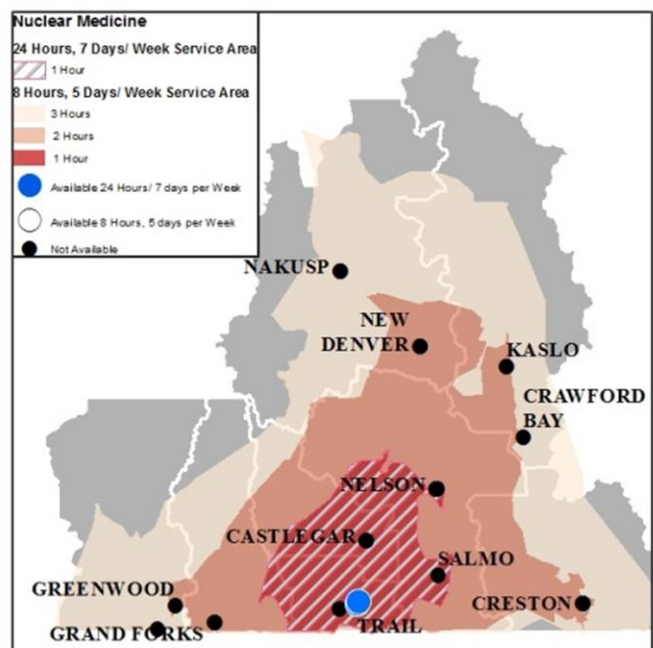 Nuclear Medicine
24 Hours, 7 Days/ Week Service Area
1 Hour
8 Hours, 5 Days/ Week Service Area
3 Hours
2 Hours
1 Hour
Available 24 Hours/ 7 days per Week
Available 8 Hours, 5 days per Week
Not Available
NAKUSP
NEW
DENVER
KASLO
CRAWFORD
BAY
NELSON
CASTLEGAR
SALMO
GREENWOOD
CRESTON
GRAND FORKS
TRAIL